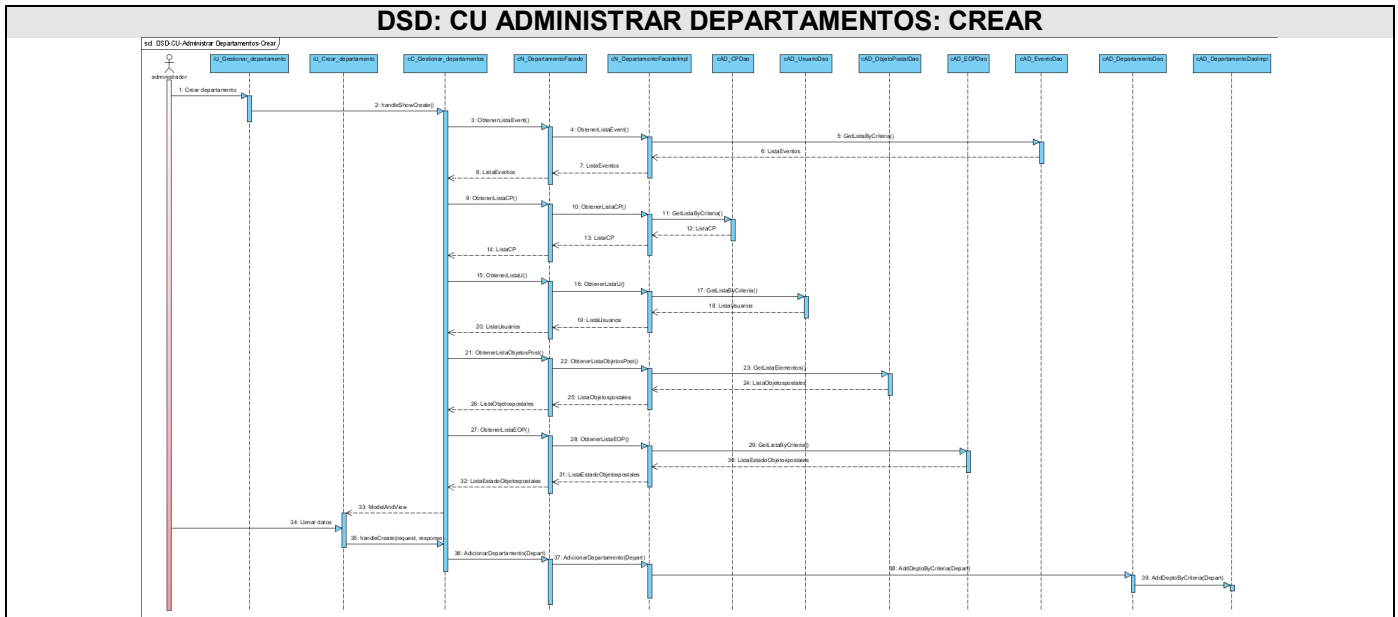 DSD: CU ADMINISTRAR DEPARTAMENTOS: CREAR
sd DSD-CU-Administrar Departamentos-Crear
iU_Gestionar_departamento
iU_Crear_departamento
cC_Gestionar_departamentos
cN_DepartamentoFacade
cN_DepartamentoFacadeImpl
cAD_CPDao
cAD_UsuarioDao
cAD_ObjetoPostalDao
cAD_EOPDao
cAD_EventoDao
cAD_DepartamentoDao
cAD_DepartamentoDaoImpl
administrador
1: Crear departamento
2: handleShowCreate()
3: ObtenerListaEvent()
4: ObtenerListaEvent()
5: GetListaByCriteria()
6: ListaEventos
7: ListaEventos
8: ListaEventos
9: ObtenerListaCP()
10: ObtenerListaCP()
11: GetListaByCriteria()
12: ListaCP
13: ListaCP
14: ListaCP
15: ObtenerListaU()
16: ObtenerListaU()
17: GetListaByCriteria()
18: ListaUsuarios
19: ListaUsuarios
20: ListaUsuarios
21: ObtenerListaObjetosPost()
22: ObtenerListaObjetosPost()
23: GetListaElementos()
24: ListaObjetospostales
25: ListaObjetospostales
26: ListaObjetospostales
27: ObtenerListaEOP()
28: ObtenerListaEOP()
29: GetListaByCriteria()
30: ListaEstadoObjetospostales
31: ListaEstadoObjetospostales
32: ListaEstadoObjetospostales
33: ModelAndView
34: Llenar datos
35: handleCreate(request, response)
36: AdicionarDepartamento(Depart)
37: AdicionarDepartamento(Depart)
38: AddDeptoByCriteria(Depart)
39: AddDeptoByCriteria(Depart)